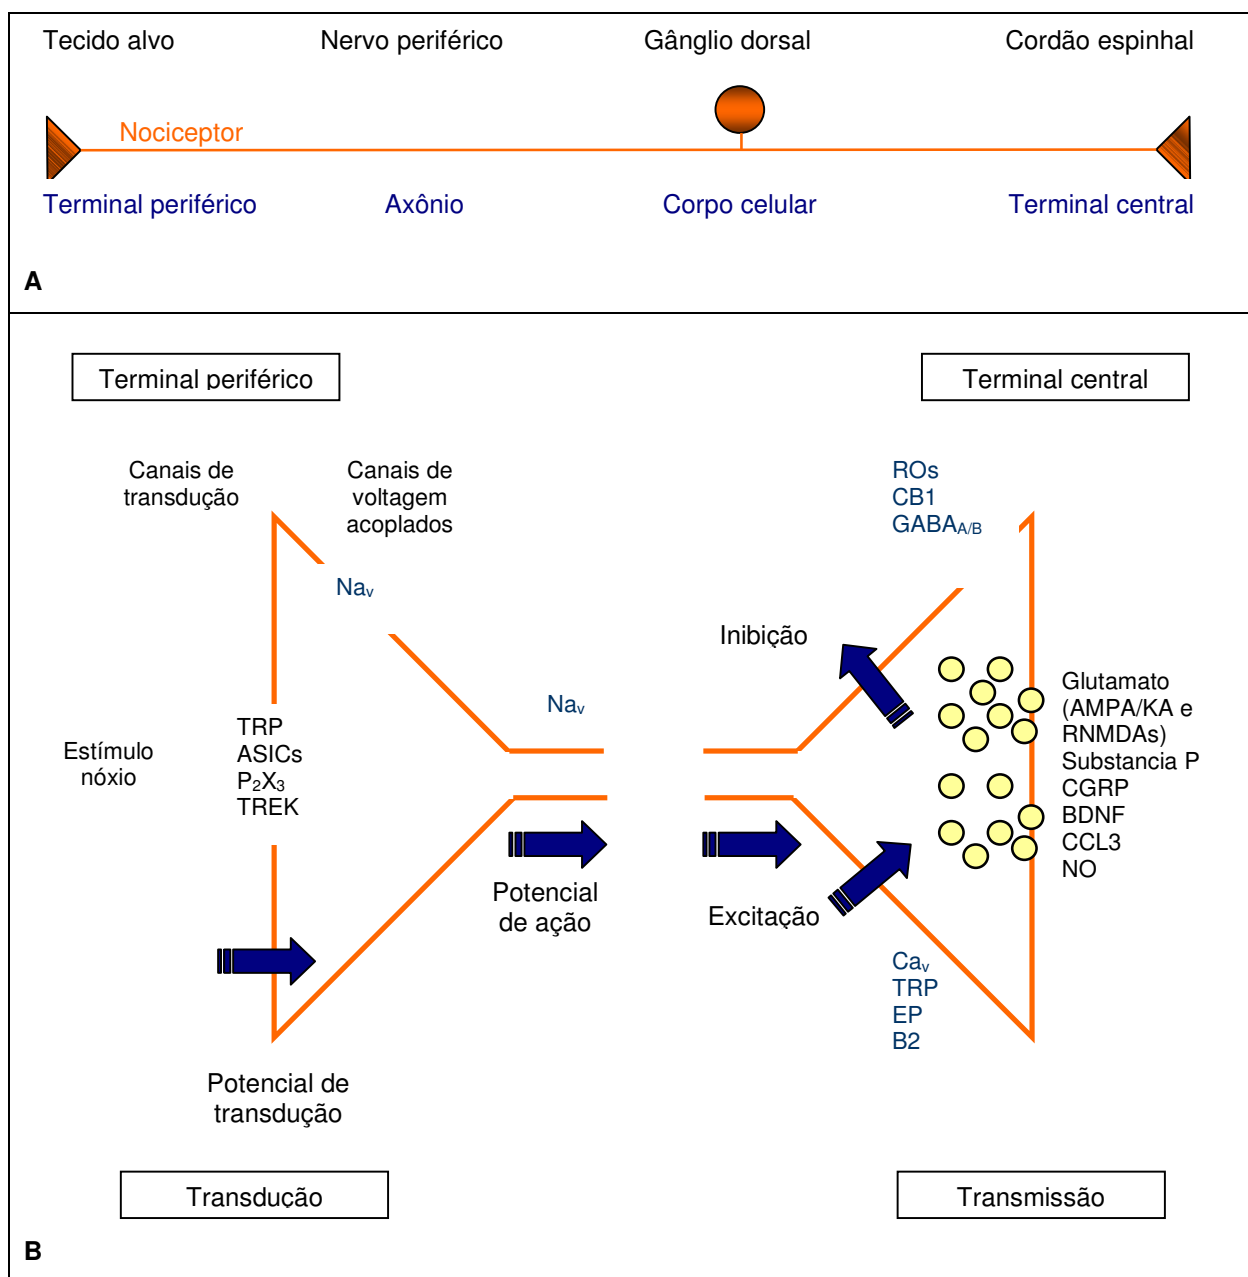 Tecido alvo
Nervo periférico
Gânglio dorsal
Cordão espinhal
Nociceptor
Terminal periférico
Axônio
Corpo celular
Terminal central
A
Terminal periférico
Terminal central
Canais de
transdução
Canais de
voltagem
acoplados
Naᵥ
Estímulo
nóxio
TRP
ASICs
P₂X₃
TREK
Naᵥ
Potencial
de ação
Potencial de
transdução
Transdução
ROs
CB1
GABA_A/B
Inibição
Excitação
Glutamato
(AMPA/KA e
RNMDAs)
Substancia P
CGRP
BDNF
CCL3
NO
Caᵥ
TRP
EP
B2
Transmissão
B